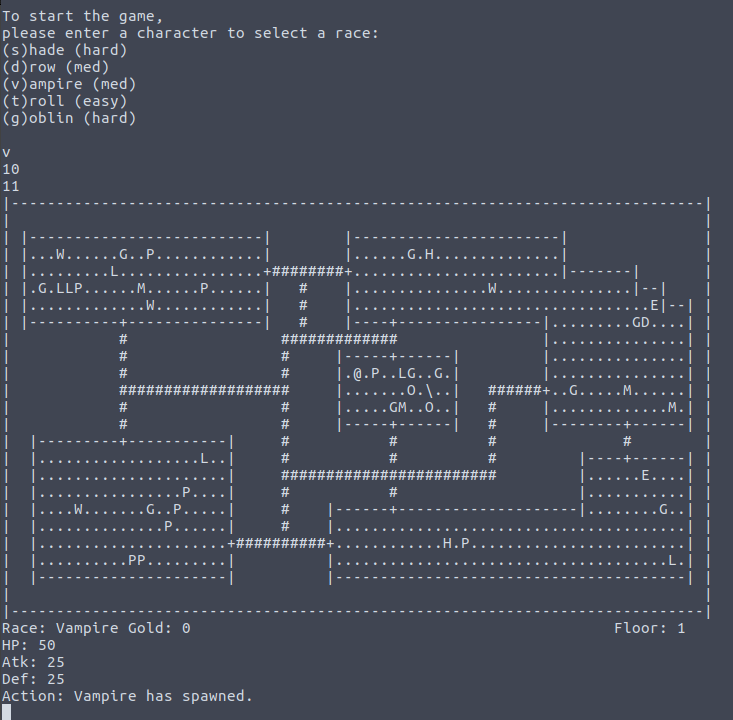 To start the game,
please enter a character to select a race:
(s)hade (hard)
(d)row (med)
(v)ampire (med)
(t)roll (easy)
(g)oblin (hard)

v
10
11
|-----------------------------------------------------------------------------|
|                                                                             |
| |--------------------------|        |-----------------------|               |
| |...W......G..P............|        |......G.H..............|               |
| |.........L................+########+.......................|-------|       |
| |.G.LLP......M......P......|   #    |...............W...............|--|    |
| |.............W............|   #    |.................................E|--| |
| |----------+---------------|   #    |----+----------------|.........GD....| |
|            #                 #############                |...............| |
|            #                 #     |-----+------|         |...............| |
|            #                 #     |.@.P..LG..G.|         |...............| |
|            ###################     |.......O.\..|   ######+..G.....M......| |
|            #                 #     |.....GM..O..|   #     |.............M.| |
|            #                 #     |-----+------|   #     |--------+------| |
|  |---------+-----------|     #           #          #              #        |
|  |..................L..|     #           #          #         |----+------| |
|  |.....................|     ########################         |......E....| |
|  |................P....|     #           #                    |...........| |
|  |....W.......G..P.....|     #    |------+--------------------|........G..| |
|  |..............P......|     #    |.......................................| |
|  |.....................+##########+............H.P........................| |
|  |..........PP.........|          |.....................................L.| |
|  |---------------------|          |---------------------------------------| |
|                                                                             |
|-----------------------------------------------------------------------------|
Race: Vampire Gold: 0                                               Floor: 1
HP: 50
Atk: 25
Def: 25
Action: Vampire has spawned.